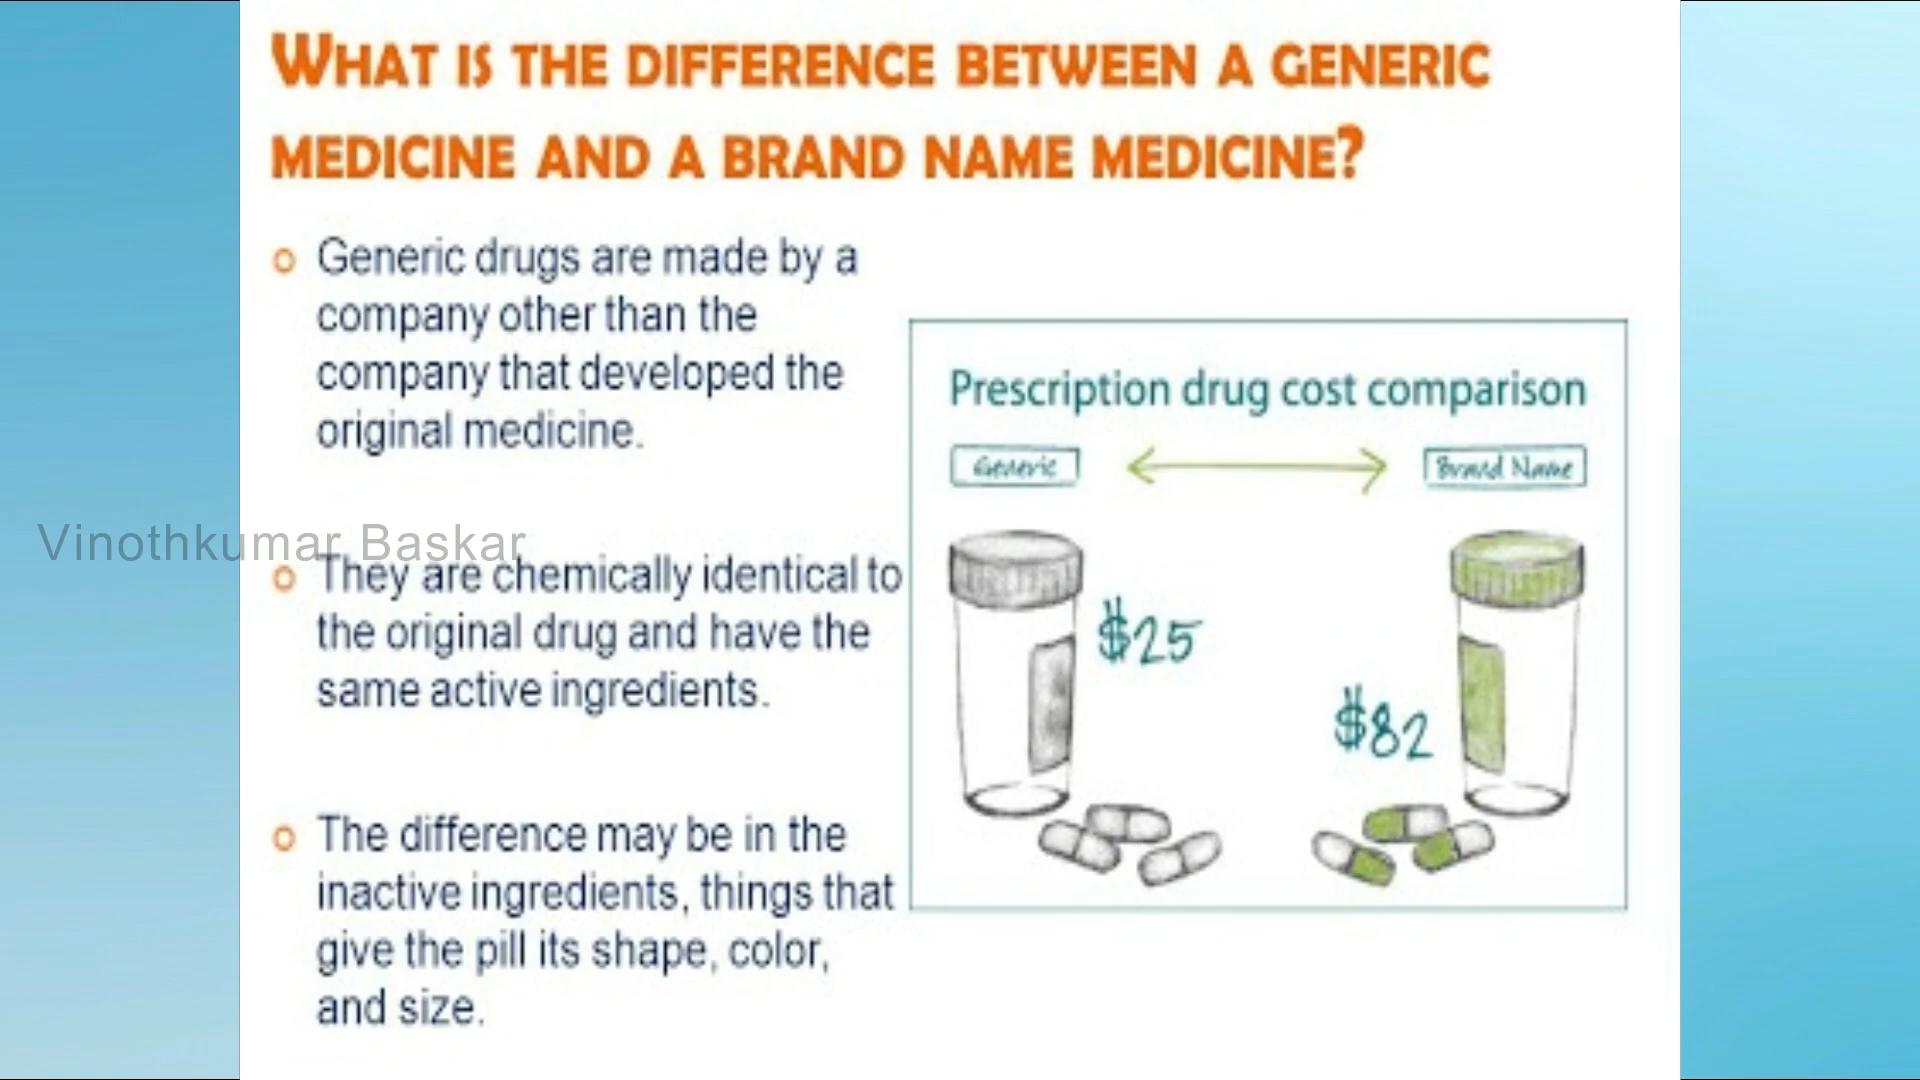 WHAT IS THE DIFFERENCE BETWEEN A GENERIC
MEDICINE AND A BRAND NAME MEDICINE?
o Generic drugs are made by a
company other than the
company that developed the
original medicine.
Vinothkumar Baskar
o They are chemically identical to
the original drug and have the
same active ingredients.
o The difference may be in the
inactive ingredients, things that
give the pill its shape, color,
and size.
Prescription drug cost comparison
Generic
Brand Name
$25
$82